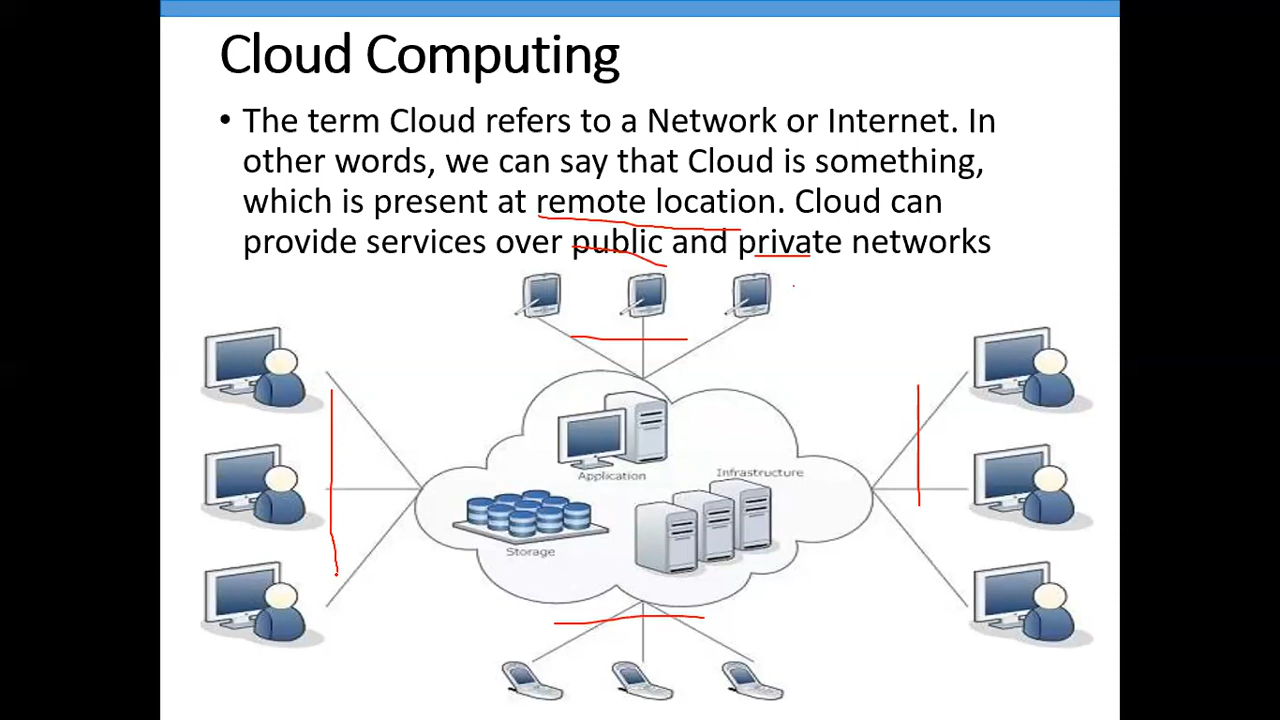 Cloud Computing
• The term Cloud refers to a Network or Internet. In
other words, we can say that Cloud is something,
which is present at remote location. Cloud can
provide services over public and private networks
Application
Infrastructure
Storage